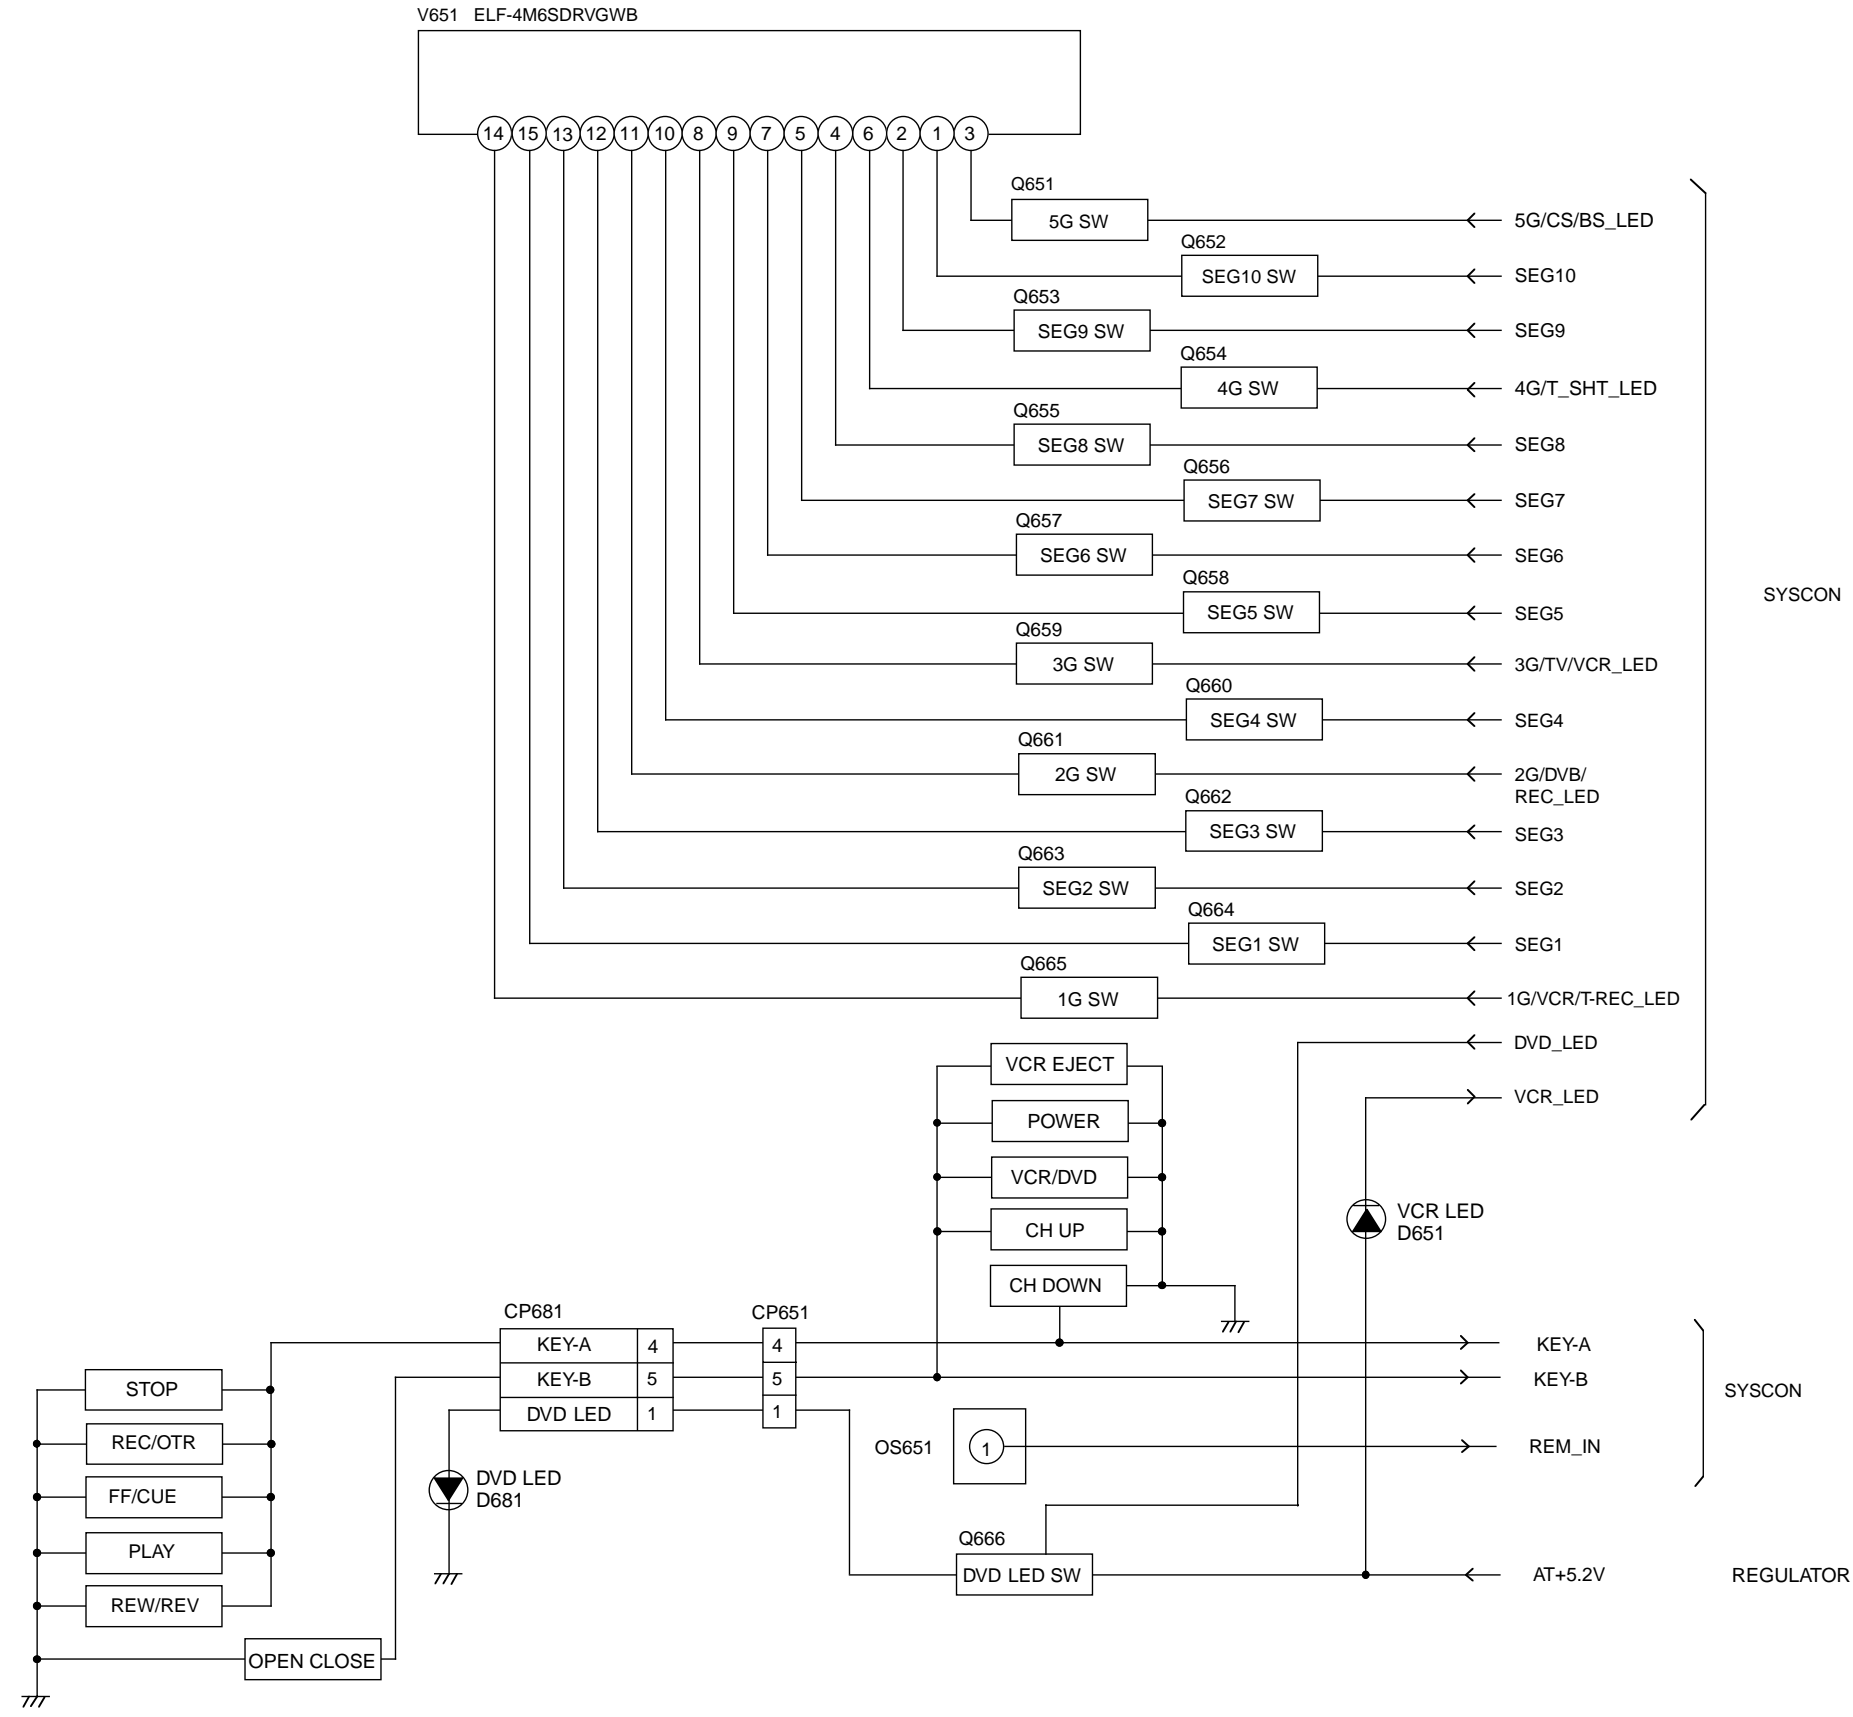 V651 ELF-4M6SDRVGWB
14 15 13 12 11 10 8 9 7 5 4 6 2 1 3
Q651
5G SW
5G/CS/BS_LED
Q652
SEG10 SW
SEG10
Q653
SEG9 SW
SEG9
Q654
4G SW
4G/T_SHT_LED
Q655
SEG8 SW
SEG8
Q656
SEG7 SW
SEG7
Q657
SEG6 SW
SEG6
Q658
SEG5 SW
SEG5
SYSCON
Q659
3G SW
3G/TV/VCR_LED
Q660
SEG4 SW
SEG4
Q661
2G SW
2G/DVB/
REC_LED
Q662
SEG3 SW
SEG3
Q663
SEG2 SW
SEG2
Q664
SEG1 SW
SEG1
Q665
1G SW
1G/VCR/T-REC_LED
DVD_LED
VCR EJECT
VCR_LED
POWER
VCR/DVD
CH UP
VCR LED
D651
CH DOWN
CP681
CP651
KEY-A 4
4
KEY-A
KEY-B 5
5
KEY-B
DVD LED 1
1
SYSCON
STOP
REC/OTR
FF/CUE
PLAY
REW/REV
OPEN CLOSE
DVD LED
D681
OS651
1
REM_IN
Q666
DVD LED SW
AT+5.2V
REGULATOR